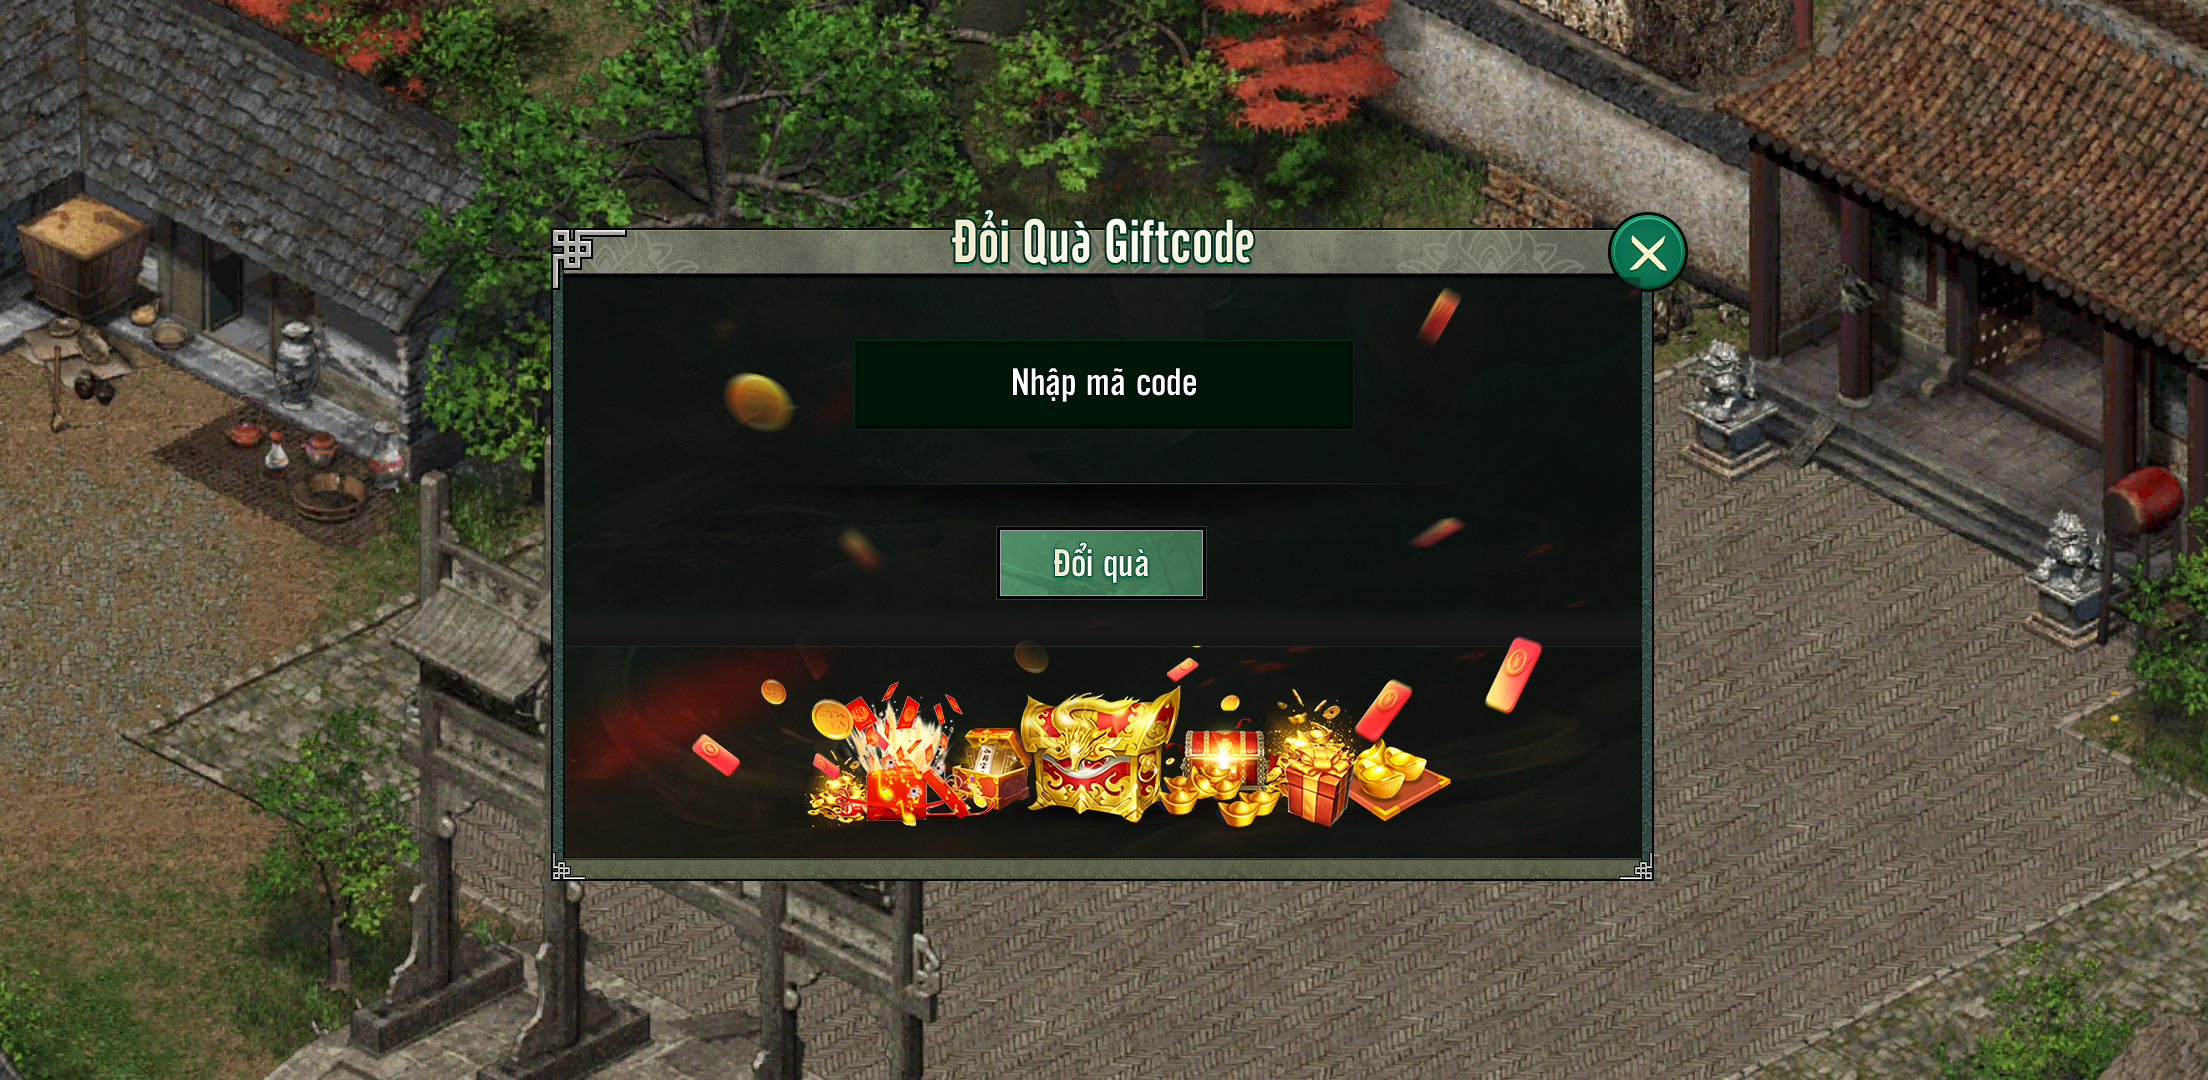 Đổi Quà Giftcode
Nhập mã code
Đổi quà